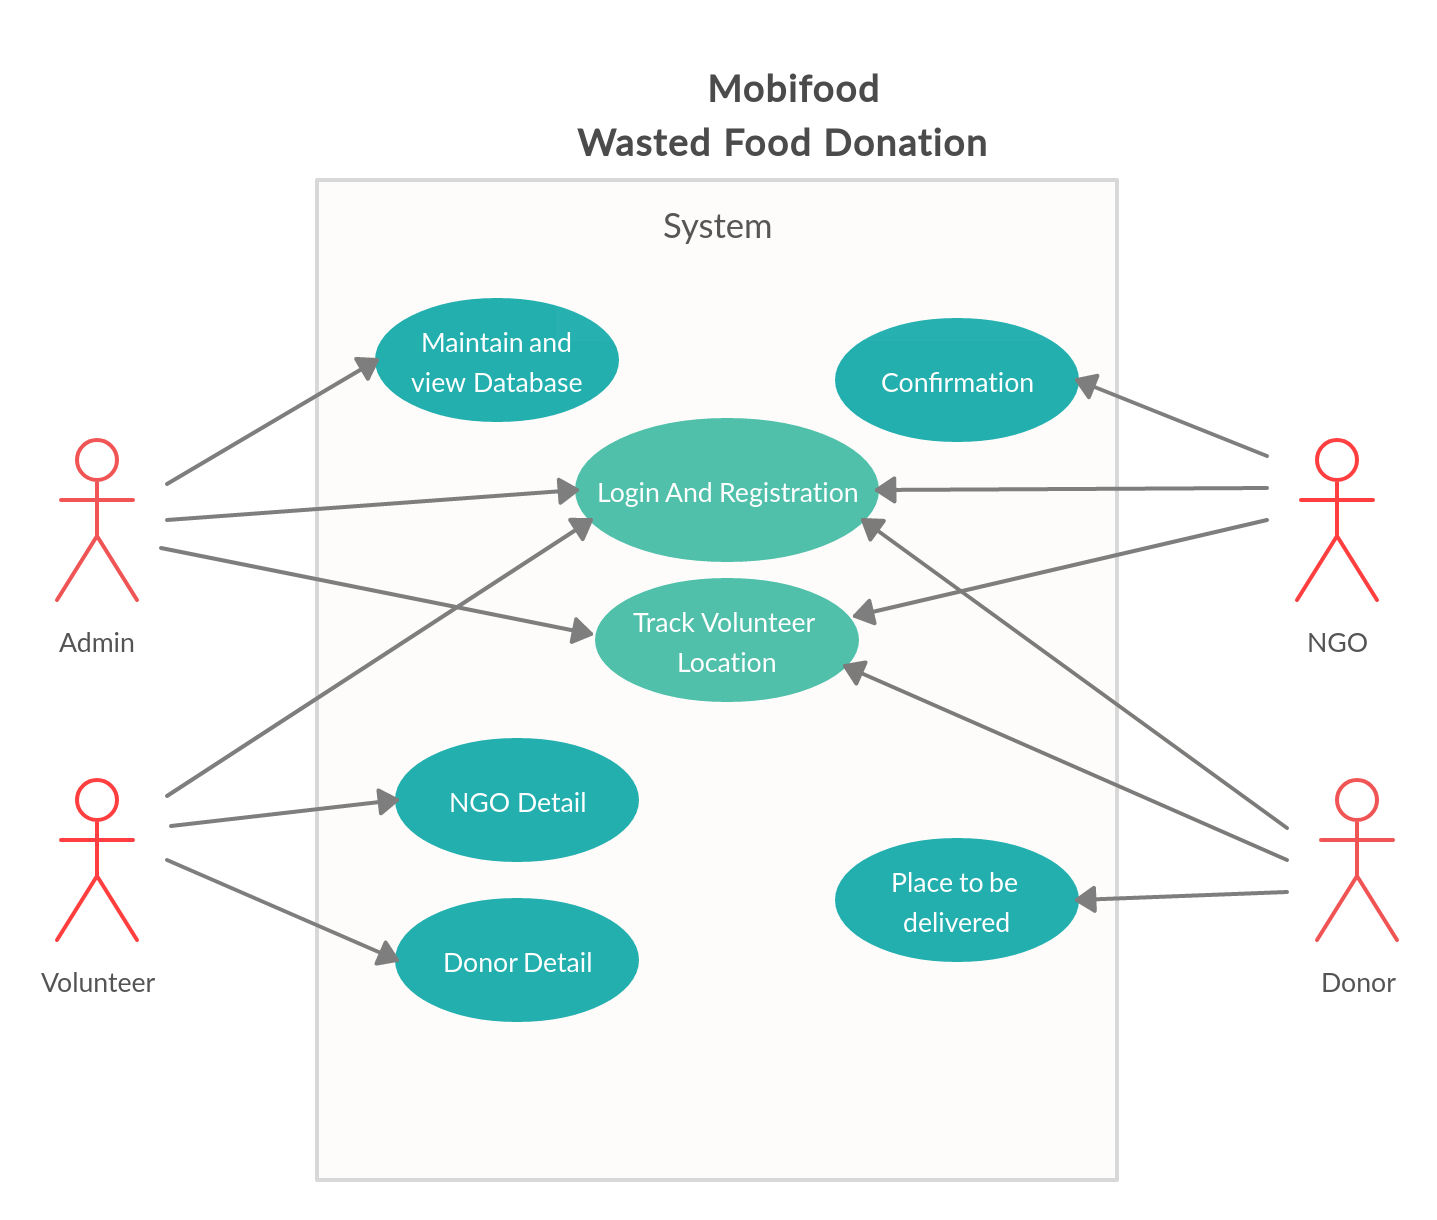 Mobifood
Wasted Food Donation
System
Maintain and
view Database
Confirmation
Login And Registration
Track Volunteer
Location
Admin
NGO
NGO Detail
Place to be
delivered
Donor Detail
Volunteer
Donor